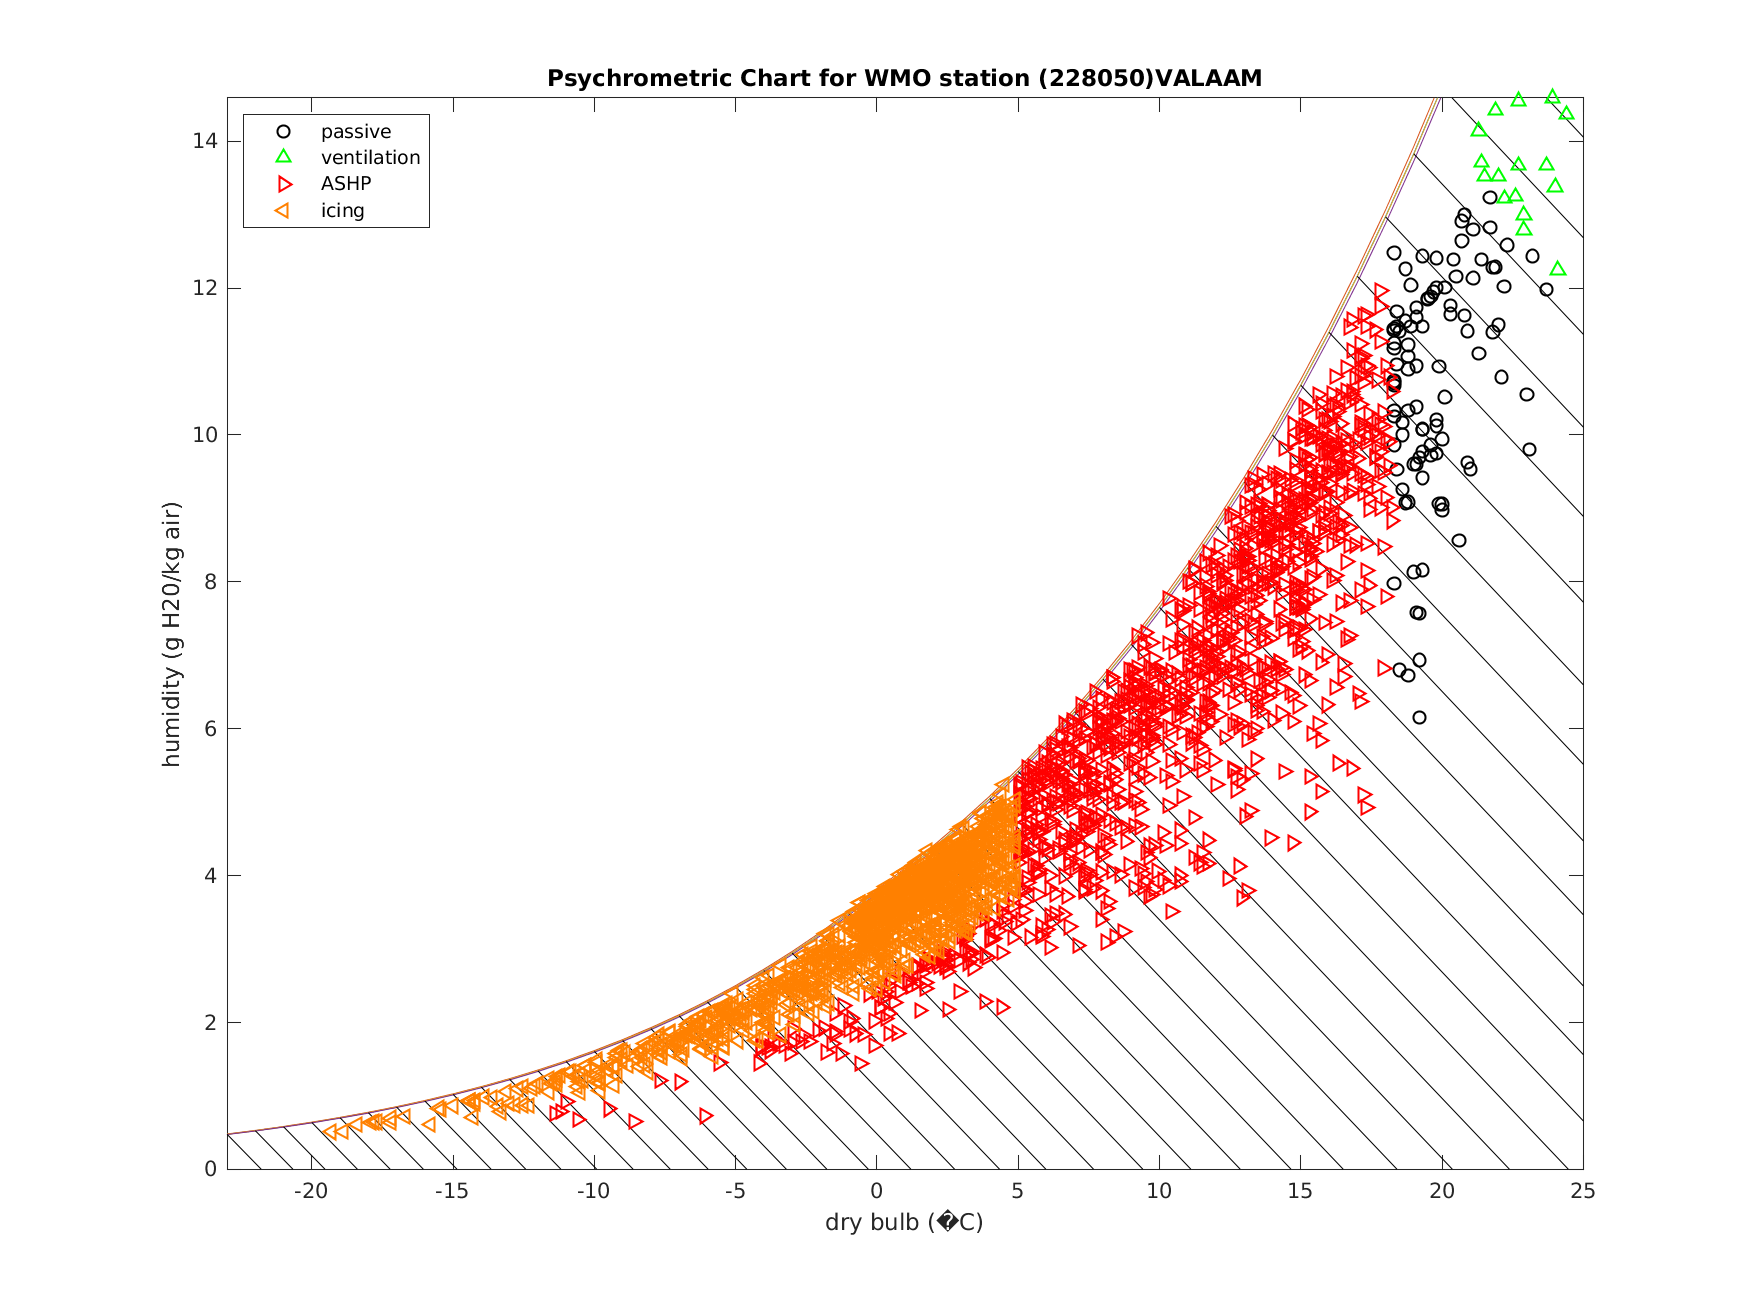 Psychrometric Chart for WMO station (228050)VALAAM
passive
ventilation
ASHP
icing
humidity (g H20/kg air)
14
12
10
8
6
4
2
0
-20 -15 -10 -5 0 5 10 15 20 25
dry bulb (�C)